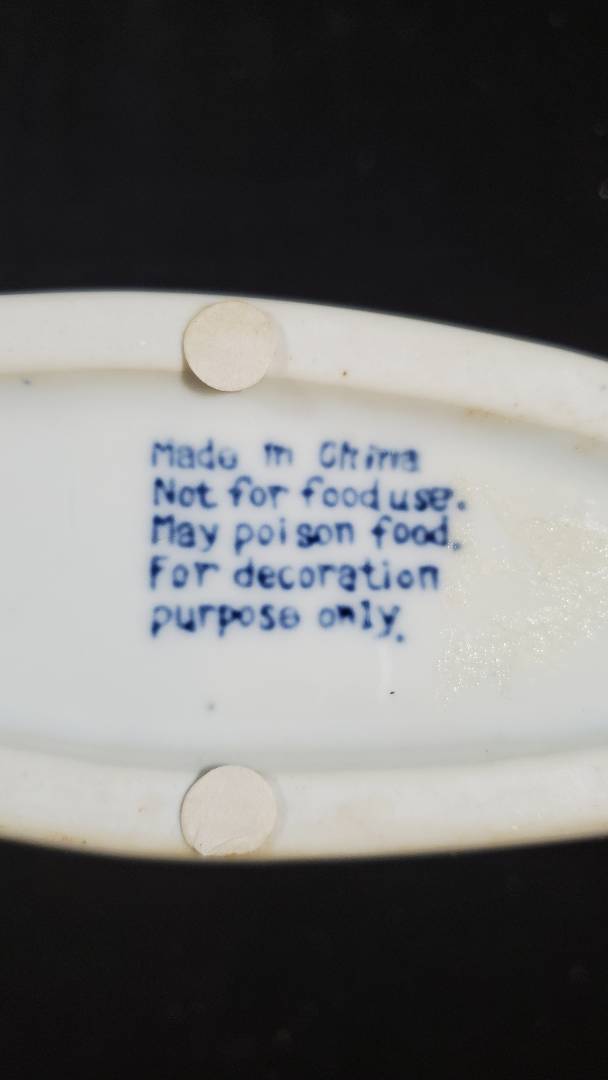 Made in China
Not for food use.
May poison food.
For decoration
purpose only.